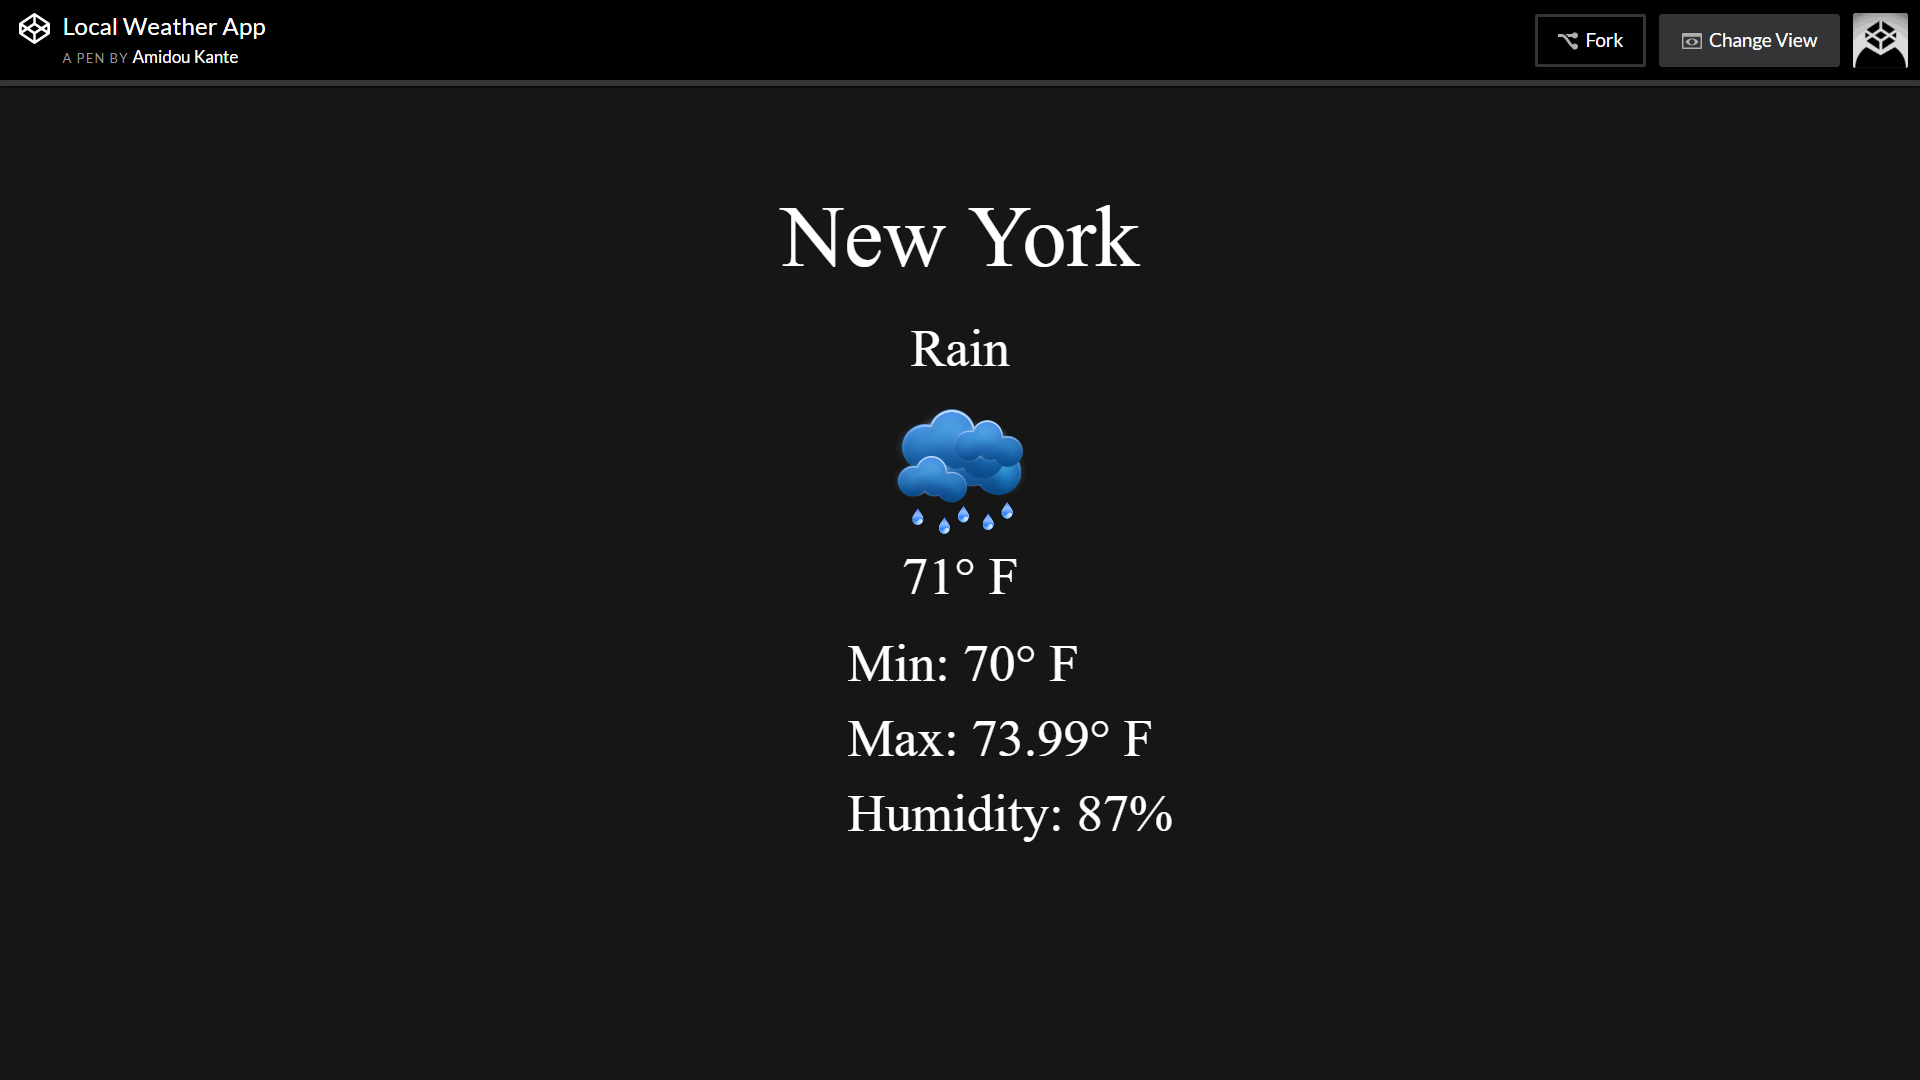 Local Weather App
A PEN BY Amidou Kante
Fork
Change View
New York
Rain
71° F
Min: 70° F
Max: 73.99° F
Humidity: 87%